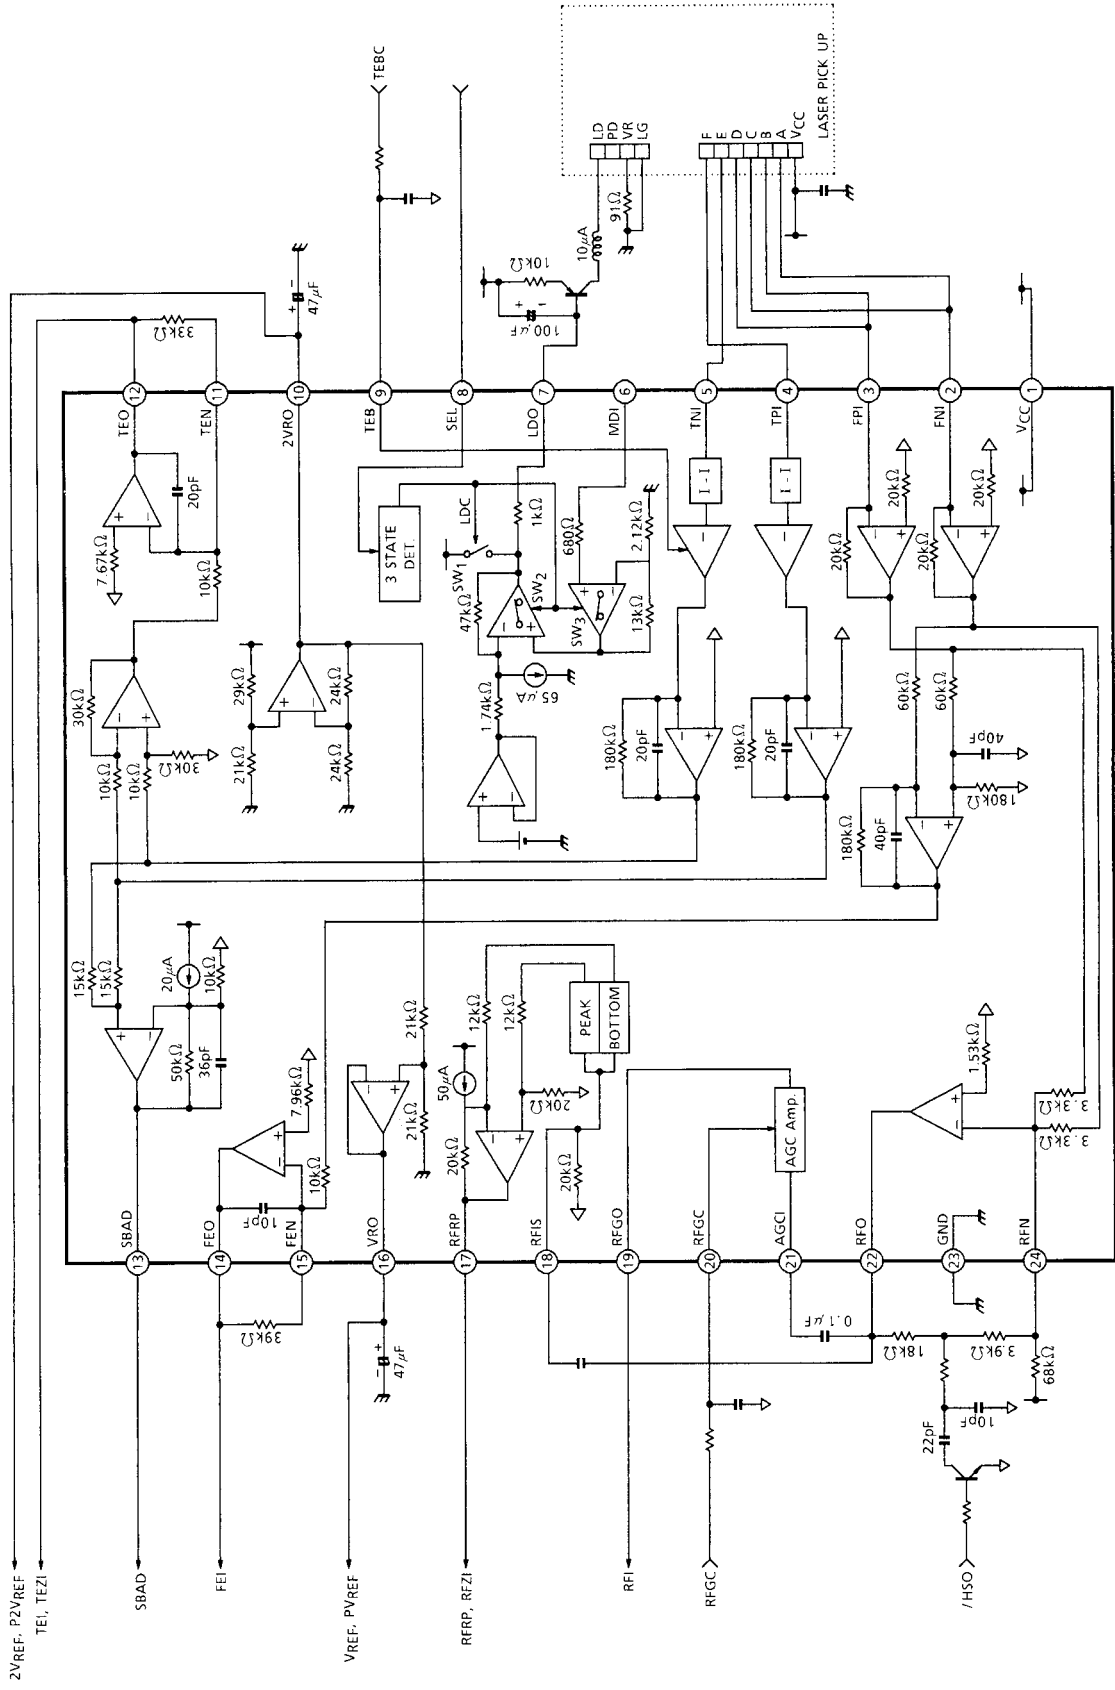 2VREF, P2VREF
TEI, TEZI
SBAD
FEI
VREF, PVREF
RFRP, RFZI
RFI
RFGC
/HSO
39kΩ
47μF
+
−
0.1μF
18kΩ
3.9kΩ
68kΩ
22pF
10pF
13
14
15
16
17
18
19
20
21
22
23
24
SBAD
FEO
FEN
VRO
RFRP
RFIS
RFGO
RFGC
AGCI
RFO
GND
RFN
15kΩ
15kΩ
20μA
10kΩ
50kΩ
36pF
7.96kΩ
10pF
10kΩ
21kΩ
21kΩ
50μA
12kΩ
12kΩ
20kΩ
20kΩ
20kΩ
PEAK
BOTTOM
AGC Amp.
1.53kΩ
3.3kΩ
3.3kΩ
30kΩ
10kΩ
10kΩ
30kΩ
7.67kΩ
20pF
10kΩ
29kΩ
21kΩ
24kΩ
24kΩ
3 STATE
DET.
LDC
SW1
SW2
SW3
47kΩ
1kΩ
65μA
1.74kΩ
680Ω
2.12kΩ
13kΩ
I-I
I-I
180kΩ
20pF
180kΩ
20pF
20kΩ
20kΩ
20kΩ
20kΩ
60kΩ
60kΩ
40pF
180kΩ
180kΩ
40pF
TEO
TEN
2VRO
TEB
SEL
LDO
MDI
TNI
TPI
FPI
FNI
VCC
12
11
10
9
8
7
6
5
4
3
2
1
33kΩ
47μF
+
−
TEBC
100μF
+
−
10kΩ
10μA
91Ω
LD
PD
VR
LG
F
E
D
C
B
A
VCC
LASER PICK UP